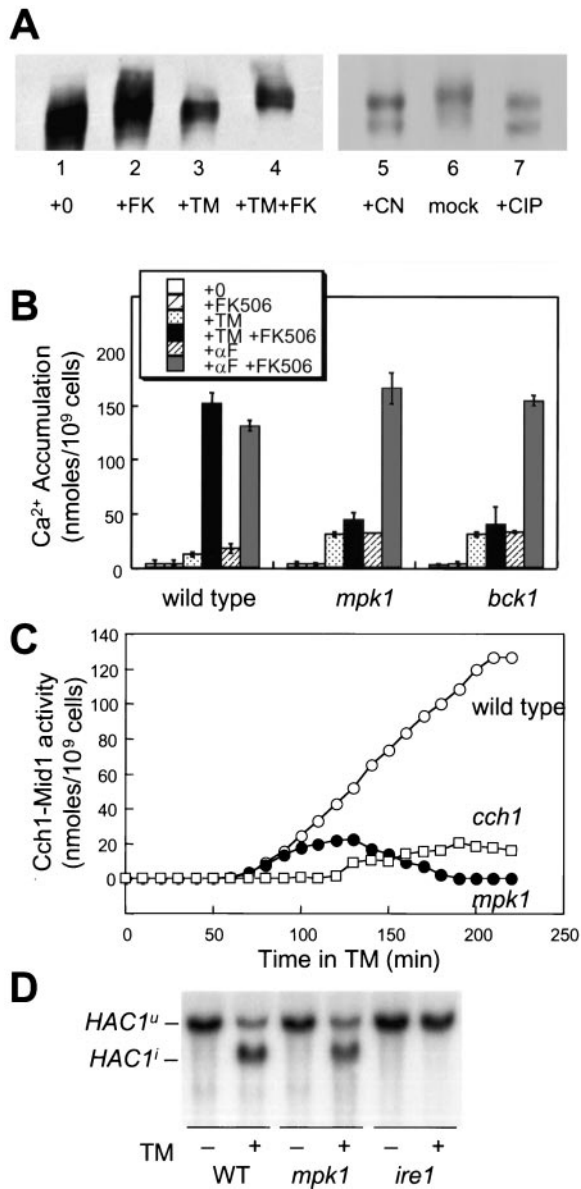 A
1 2 3 4 5 6 7
+0 +FK +TM +TM+FK +CN mock +CIP
B
+0
+FK506
+TM
+TM +FK506
+αF
+αF +FK506
Ca²⁺ Accumulation
(nmoles/10⁹ cells)
200
150
100
50
0
wild type mpk1 bck1
C
Cch1-Mid1 activity
(nmoles/10⁹ cells)
140
120
100
80
60
40
20
0
wild type
cch1
mpk1
0 50 100 150 200 250
Time in TM (min)
D
HAC1ᵘ –
HAC1ⁱ –
TM – + – + – +
WT mpk1 ire1